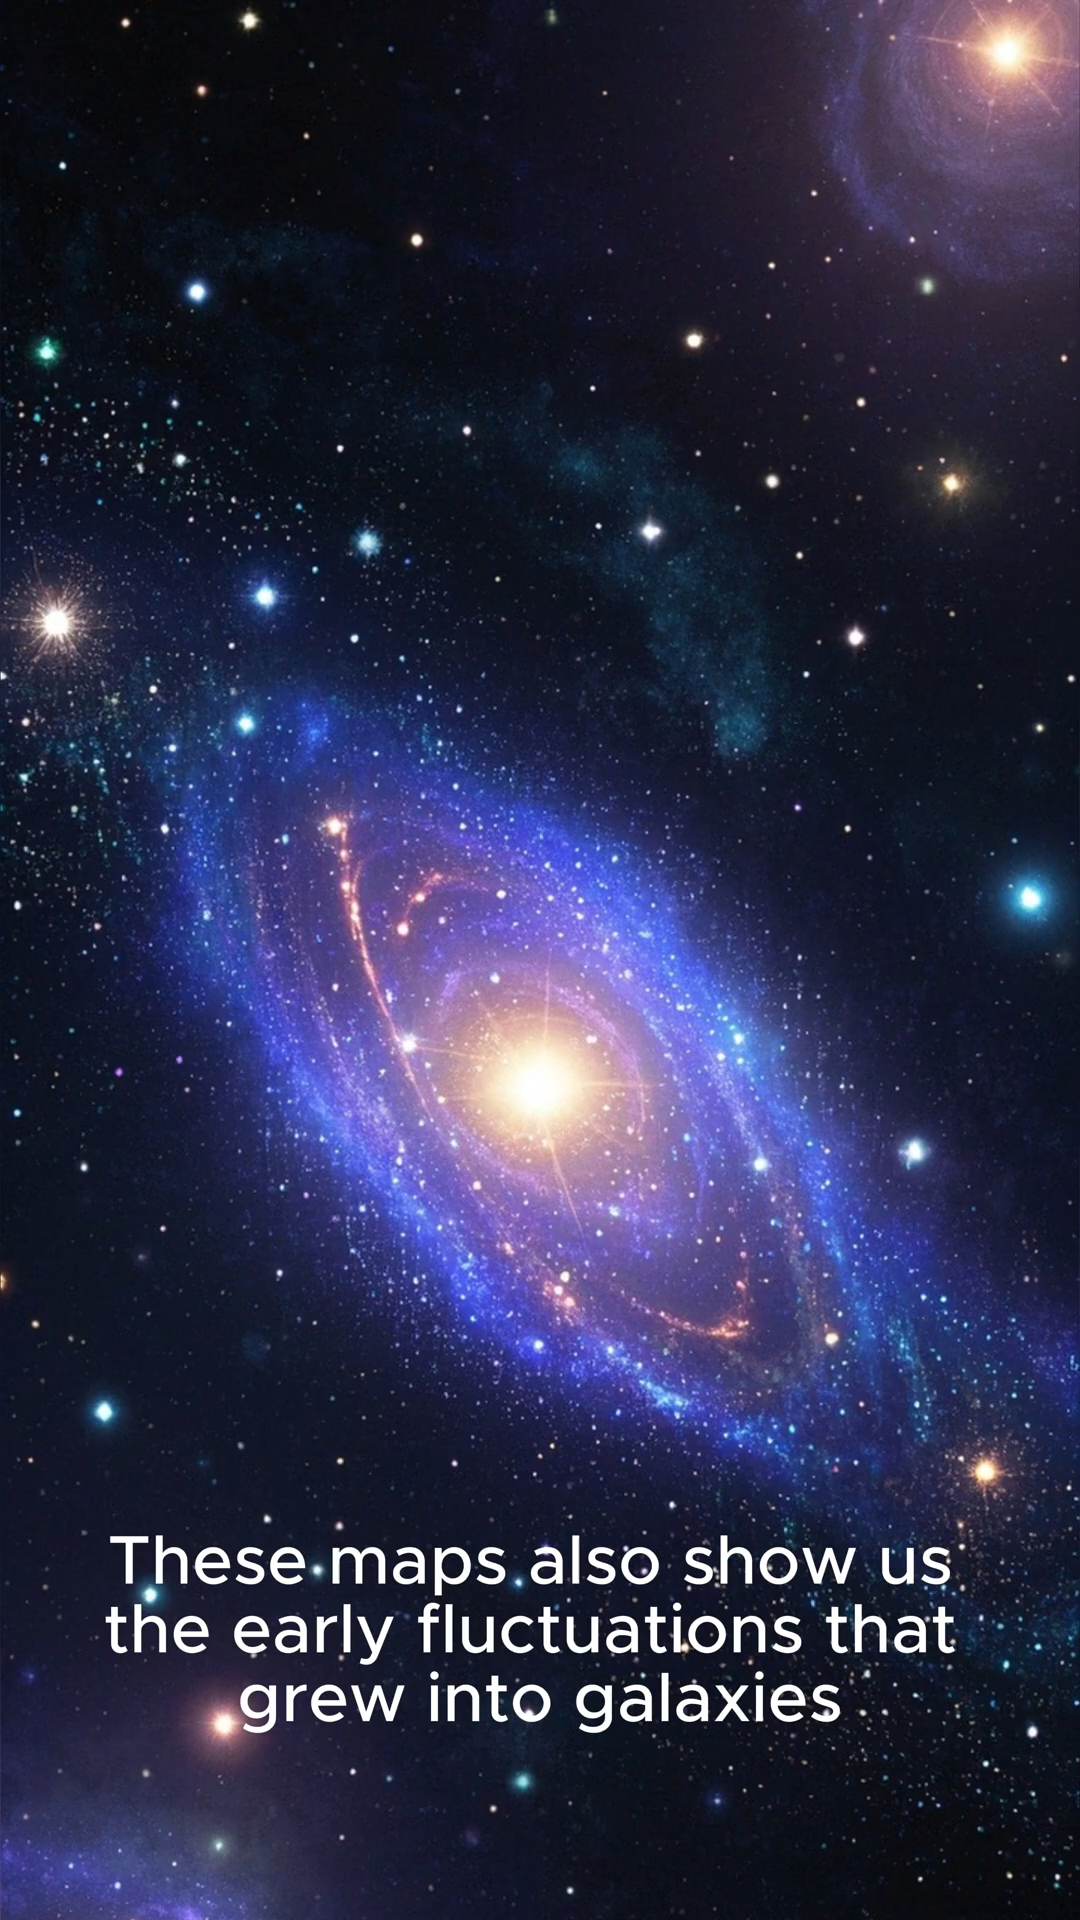 These maps also show us
the early fluctuations that
grew into galaxies